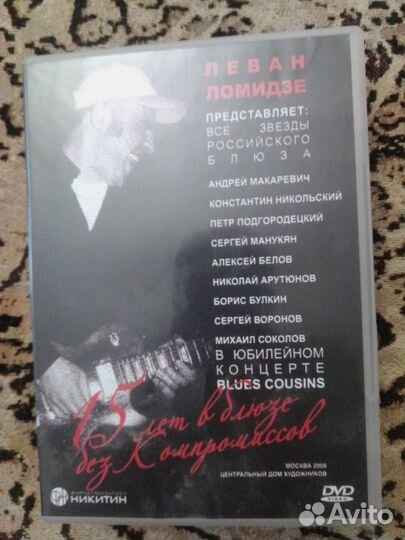 ЛЕВАН
ЛОМИДЗЕ
ПРЕДСТАВЛЯЕТ:
ВСЕ ЗВЕЗДЫ
РОССИЙСКОГО
БЛЮЗА
АНДРЕЙ МАКАРЕВИЧ
КОНСТАНТИН НИКОЛЬСКИЙ
ПЕТР ПОДГОРОДЕЦКИЙ
СЕРГЕЙ МАНУКЯН
АЛЕКСЕЙ БЕЛОВ
НИКОЛАЙ АРУТЮНОВ
БОРИС БУЛКИН
СЕРГЕЙ ВОРОНОВ
МИХАИЛ СОКОЛОВ
В ЮБИЛЕЙНОМ
КОНЦЕРТЕ
BLUES COUSINS
15 лет в блюзе
без Компромиссов
МОСКВА 2006
ЦЕНТРАЛЬНЫЙ ДОМ ХУДОЖНИКОВ
НИКИТИН
DVD
VIDEO
Avito